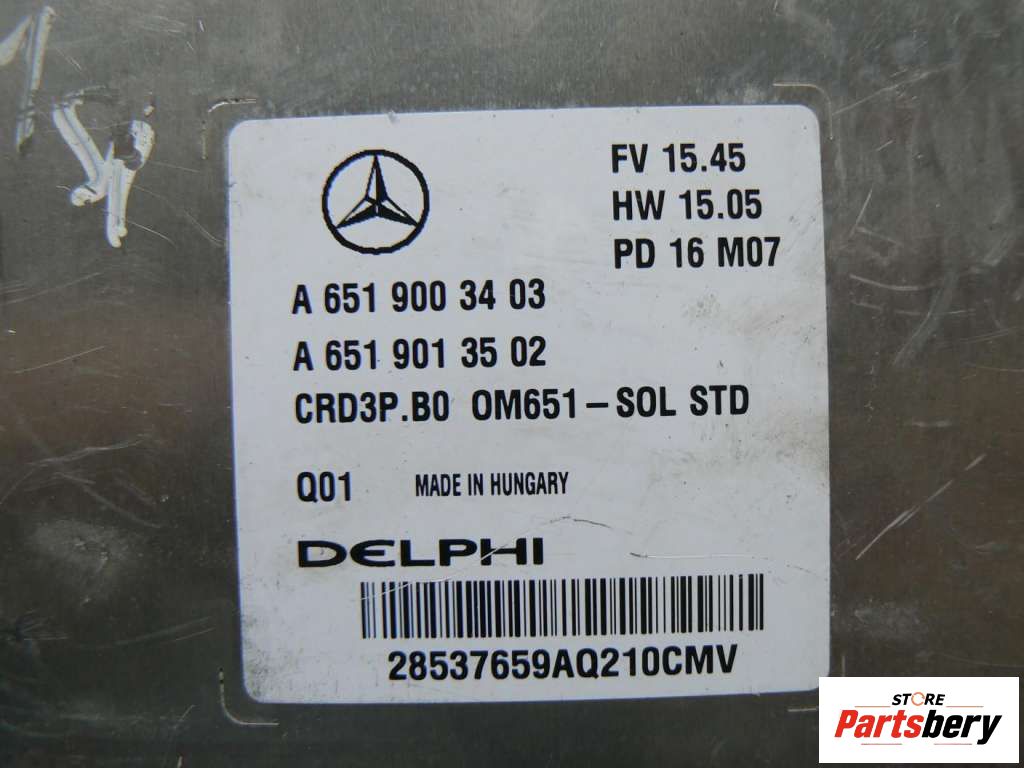 FV 15.45
HW 15.05
PD 16 M07
A 651 900 34 03
A 651 901 35 02
CRD3P.B0 OM651 – SOL STD
Q01 MADE IN HUNGARY
DELPHI
28537659AQ210CMV
STORE
Partsbery